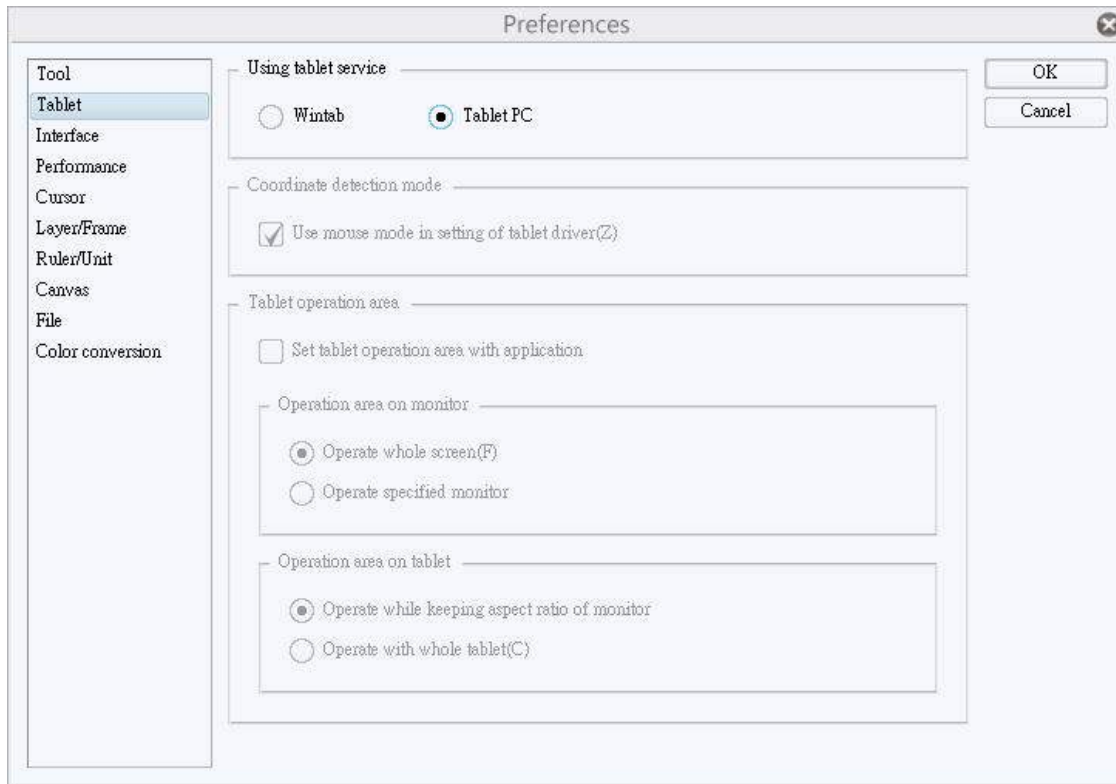 Preferences
Tool
Tablet
Interface
Performance
Cursor
Layer/Frame
Ruler/Unit
Canvas
File
Color conversion
Using tablet service
Wintab
Tablet PC
Coordinate detection mode
Use mouse mode in setting of tablet driver(Z)
Tablet operation area
Set tablet operation area with application
Operation area on monitor
Operate whole screen(F)
Operate specified monitor
Operation area on tablet
Operate while keeping aspect ratio of monitor
Operate with whole tablet(C)
OK
Cancel